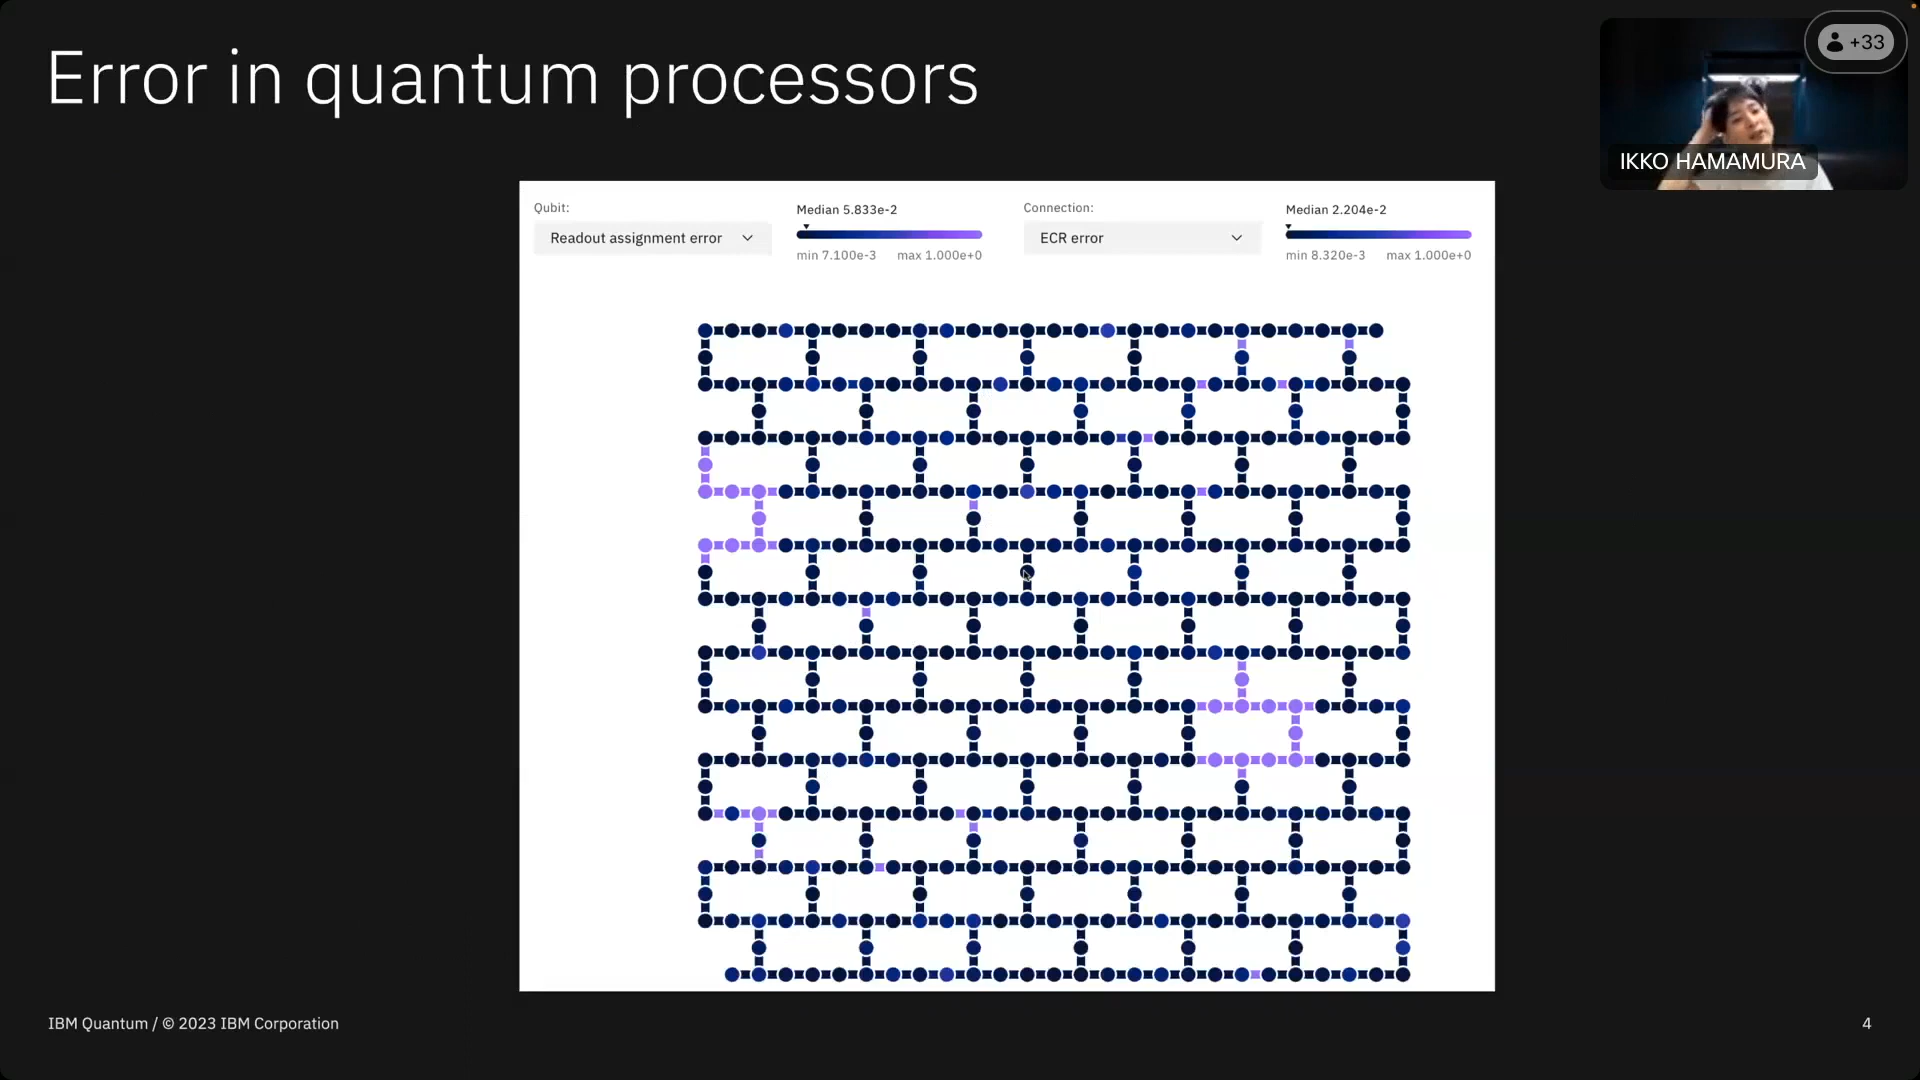 Error in quantum processors
+33
IKKO HAMAMURA
Qubit:
Readout assignment error
Median 5.833e-2
min 7.100e-3 max 1.000e+0
Connection:
ECR error
Median 2.204e-2
min 8.320e-3 max 1.000e+0
IBM Quantum / © 2023 IBM Corporation
4